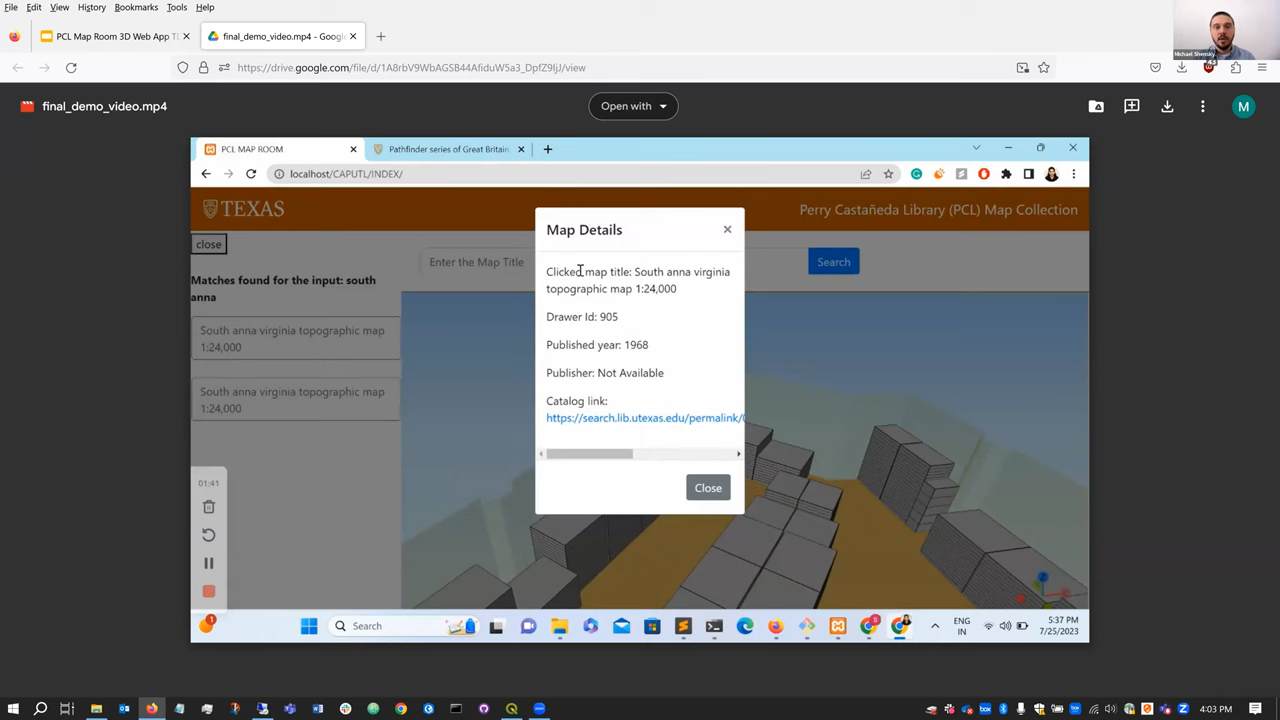 File Edit View History Bookmarks Tools Help
PCL Map Room 3D Web App T
final_demo_video.mp4 - Google
Michael Shensky
https://drive.google.com/file/d/1A8rbV9WbAGSB44AfduW5a3_DpfZ9IjJ/view
43
final_demo_video.mp4
Open with
M
PCL MAP ROOM
Pathfinder series of Great Britain
localhost/CAPUTL/INDEX/
TEXAS
Perry Castañeda Library (PCL) Map Collection
close
Enter the Map Title
Search
Matches found for the input: south
anna
South anna virginia topographic map
1:24,000
South anna virginia topographic map
1:24,000
Map Details
×
Clicked map title: South anna virginia
topographic map 1:24,000
Drawer Id: 905
Published year: 1968
Publisher: Not Available
Catalog link:
https://search.lib.utexas.edu/permalink/
Close
01:41
1
Search
5
ENG
IN
5:37 PM
7/25/2023
4:03 PM